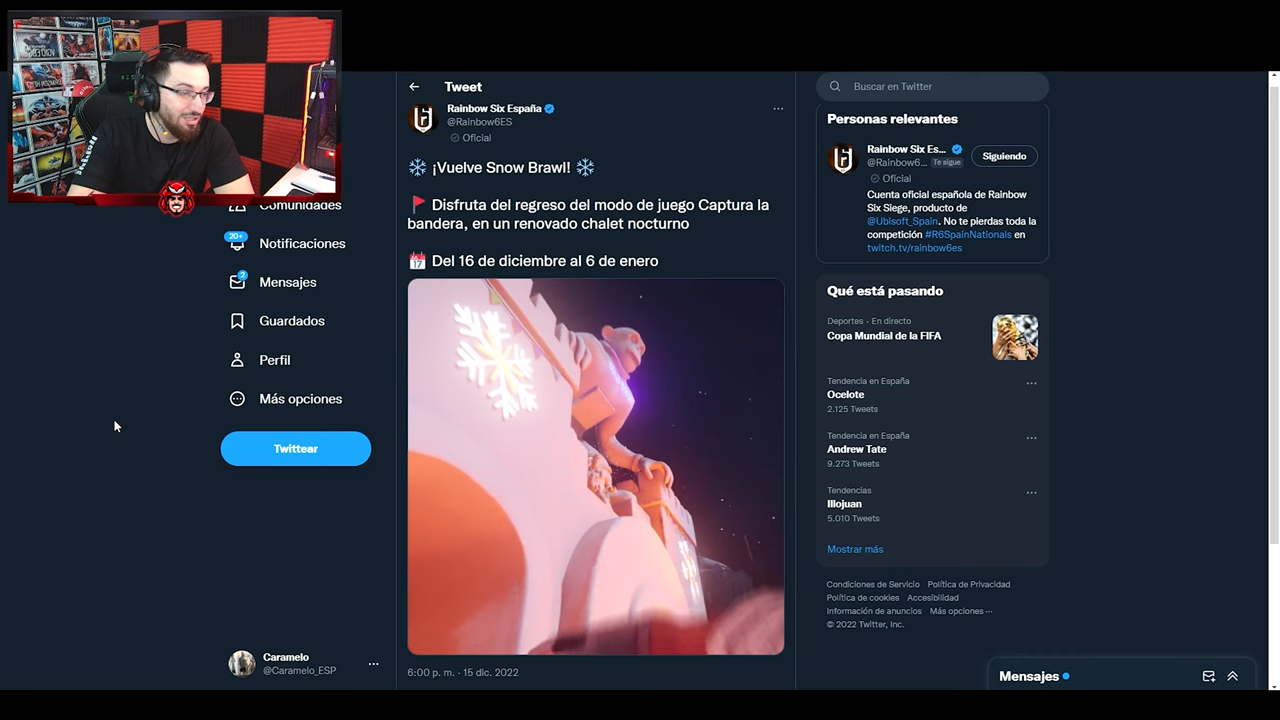 Comunidades
20+
Notificaciones
2
Mensajes
Guardados
Perfil
Más opciones
Twittear
Caramelo
@Caramelo_ESP
Tweet
Rainbow Six España
@Rainbow6ES
Oficial
¡Vuelve Snow Brawl!
Disfruta del regreso del modo de juego Captura la
bandera, en un renovado chalet nocturno
17
Del 16 de diciembre al 6 de enero
6:00 p. m. · 15 dic. 2022
Buscar en Twitter
Personas relevantes
Rainbow Six Es...
@Rainbow6... Te sigue
Siguiendo
Oficial
Cuenta oficial española de Rainbow
Six Siege, producto de
@Ubisoft_Spain. No te pierdas toda la
competición #R6SpainNationals en
twitch.tv/rainbow6es
Qué está pasando
Deportes · En directo
Copa Mundial de la FIFA
Tendencia en España
Ocelote
2.125 Tweets
Tendencia en España
Andrew Tate
9.273 Tweets
Tendencias
Illojuan
5.010 Tweets
Mostrar más
Condiciones de Servicio Política de Privacidad
Política de cookies Accesibilidad
Información de anuncios Más opciones ···
© 2022 Twitter, Inc.
Mensajes